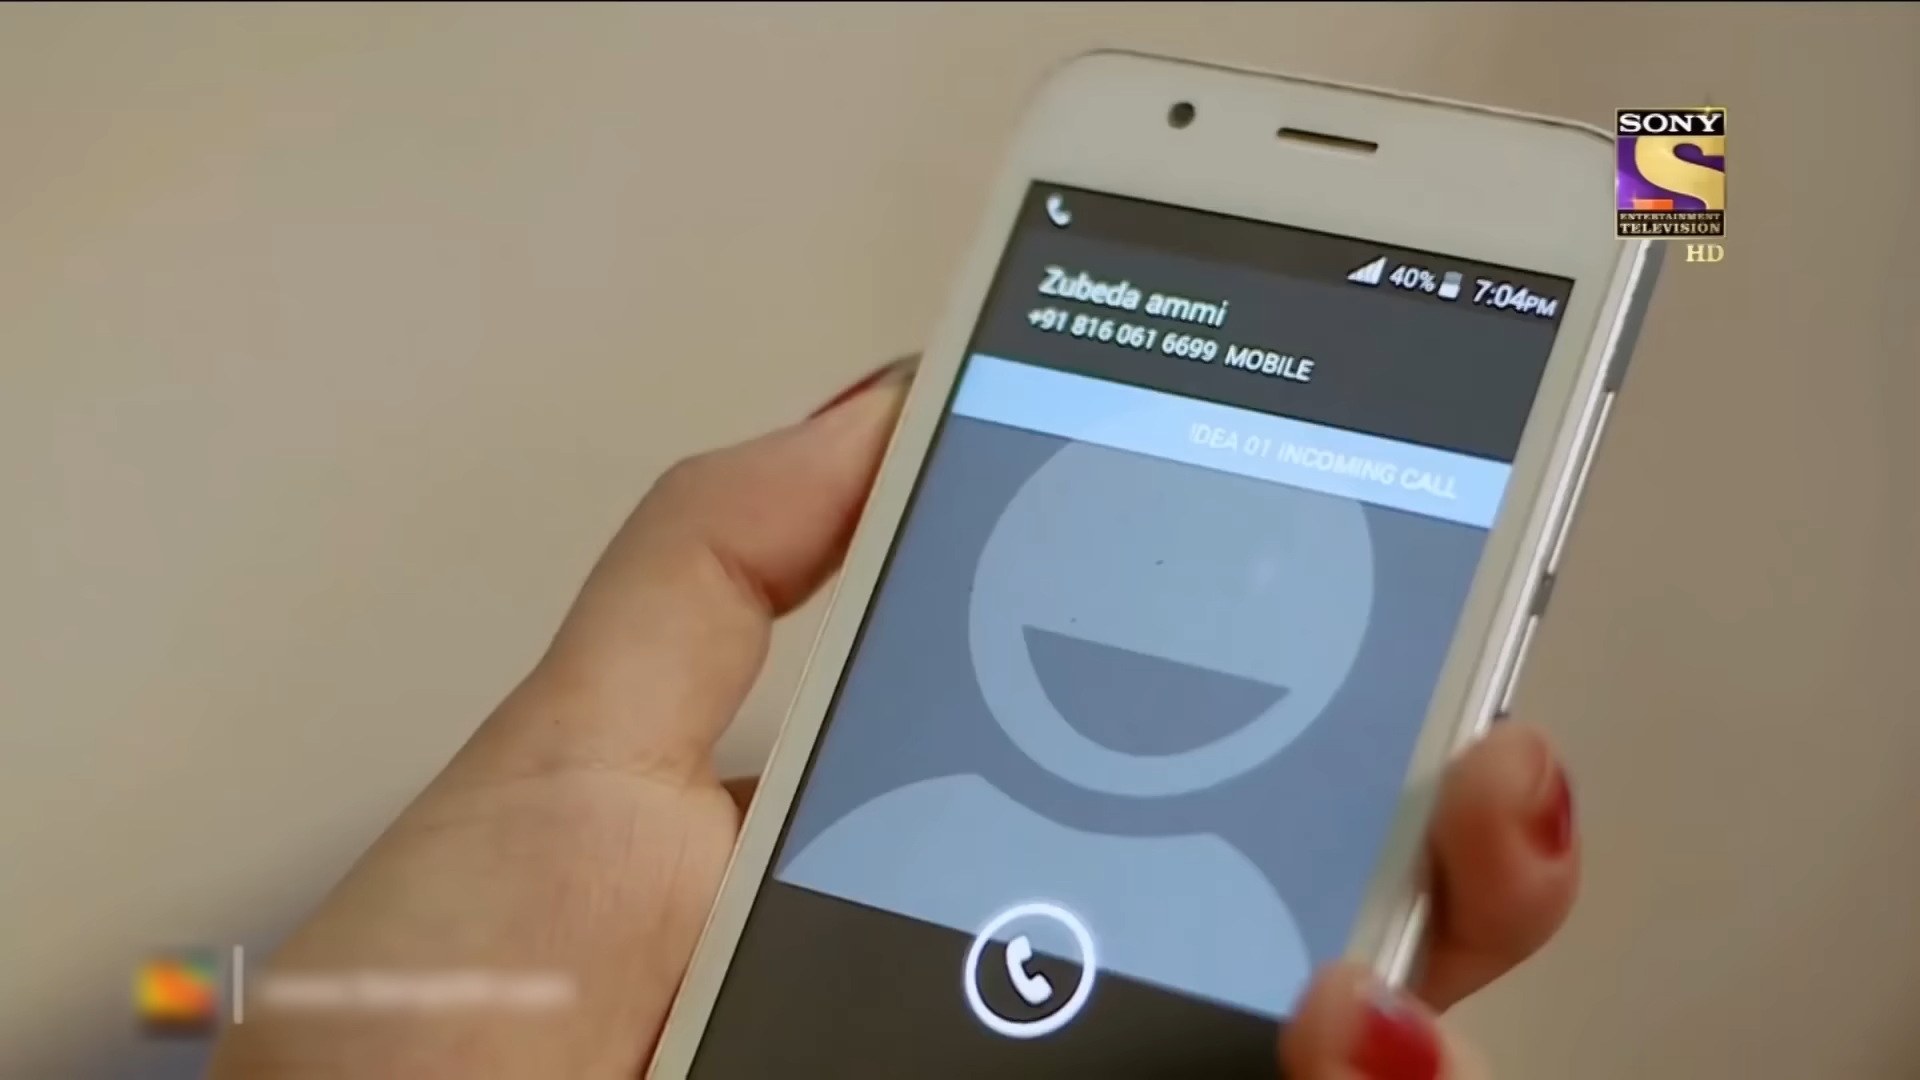 SONY
ENTERTAINMENT
TELEVISION
HD
40% 7:04PM
Zubeda ammi
+91 816 061 6699 MOBILE
IDEA 01 INCOMING CALL